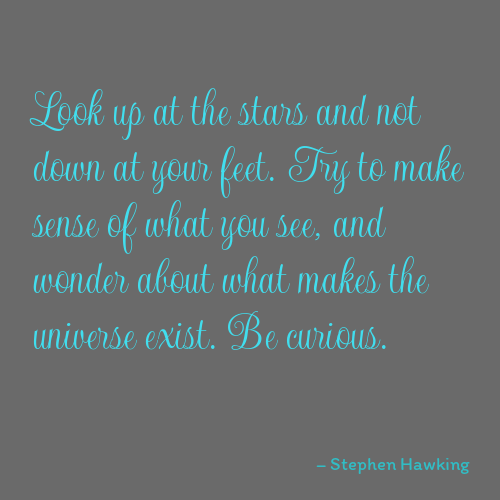 Look up at the stars and not
down at your feet. Try to make
sense of what you see, and
wonder about what makes the
universe exist. Be curious.
– Stephen Hawking